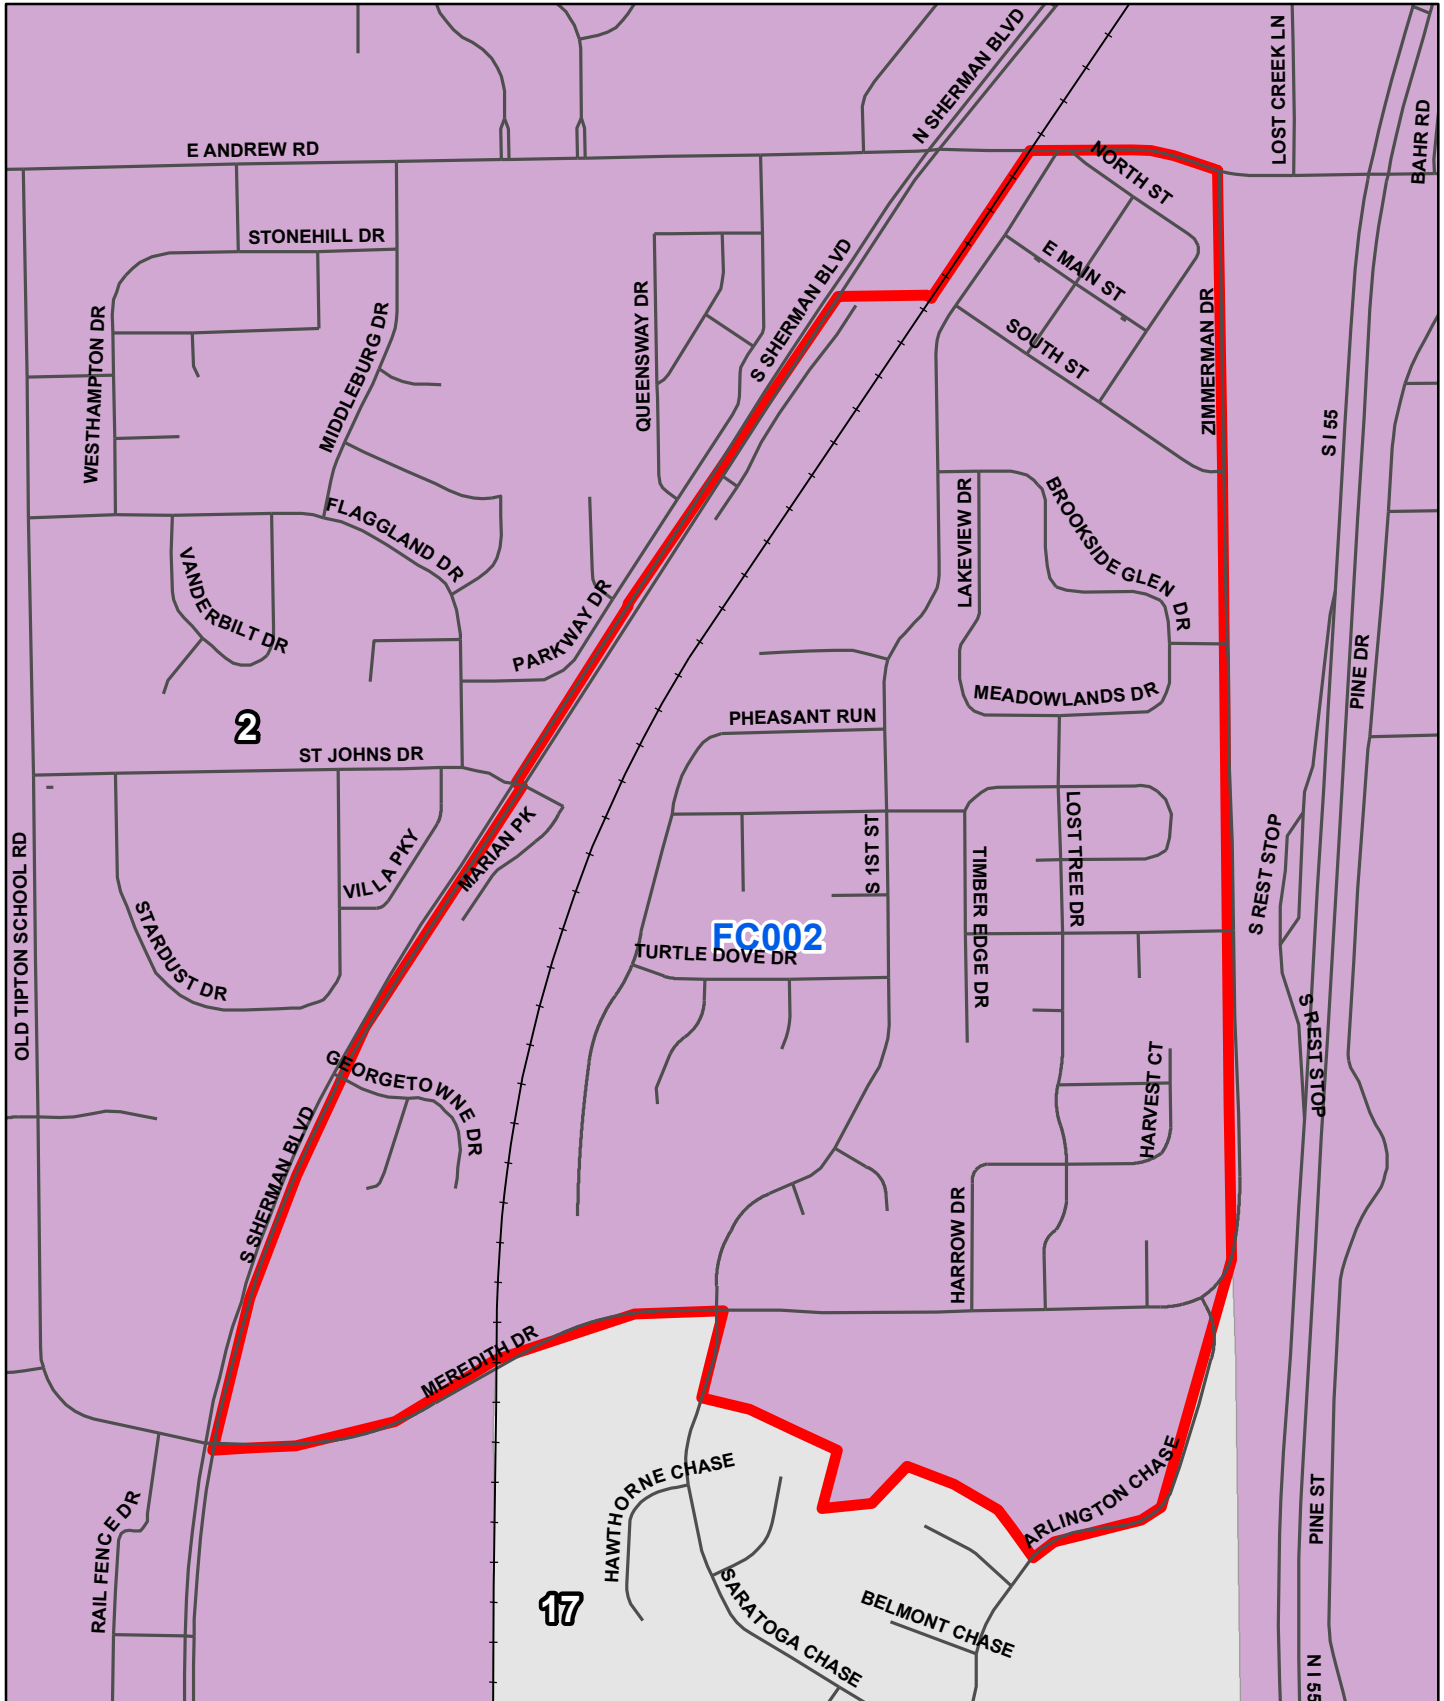 N SHERMAN BLVD
LOST CREEK LN
BAHR RD
E ANDREW RD
NORTH ST
STONEHILL DR
E MAIN ST
S SHERMAN BLVD
QUEENSWAY DR
WESTHAMPTON DR
MIDDLEBURG DR
SOUTH ST
ZIMMERMAN DR
S I 55
FLAGGLAND DR
LAKEVIEW DR
BROOKSIDE GLEN DR
VANDERBILT DR
PARKWAY DR
PINE DR
MEADOWLANDS DR
PHEASANT RUN
2
ST JOHNS DR
MARIAN PK
VILLA PKY
S 1ST ST
LOST TREE DR
TIMBER EDGE DR
S REST STOP
OLD TIPTON SCHOOL RD
STARDUST DR
FC002
TURTLE DOVE DR
S REST STOP
GEORGETOWNE DR
HARVEST CT
S SHERMAN BLVD
HARROW DR
MEREDITH DR
HAWTHORNE CHASE
ARLINGTON CHASE
PINE ST
RAIL FENCE DR
17
SARATOGA CHASE
BELMONT CHASE
N I 55